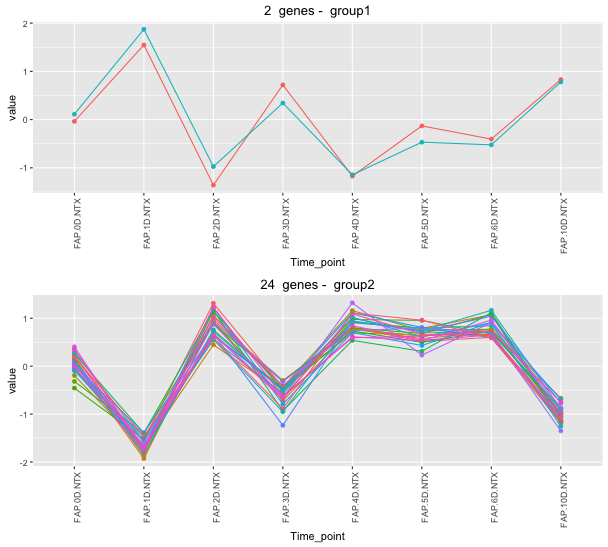 2 genes - group1
2
1
0
-1
value
FAP.0D.NTX
FAP.1D.NTX
FAP.2D.NTX
FAP.3D.NTX
FAP.4D.NTX
FAP.5D.NTX
FAP.6D.NTX
FAP.10D.NTX
Time_point
24 genes - group2
1
0
-1
-2
value
FAP.0D.NTX
FAP.1D.NTX
FAP.2D.NTX
FAP.3D.NTX
FAP.4D.NTX
FAP.5D.NTX
FAP.6D.NTX
FAP.10D.NTX
Time_point